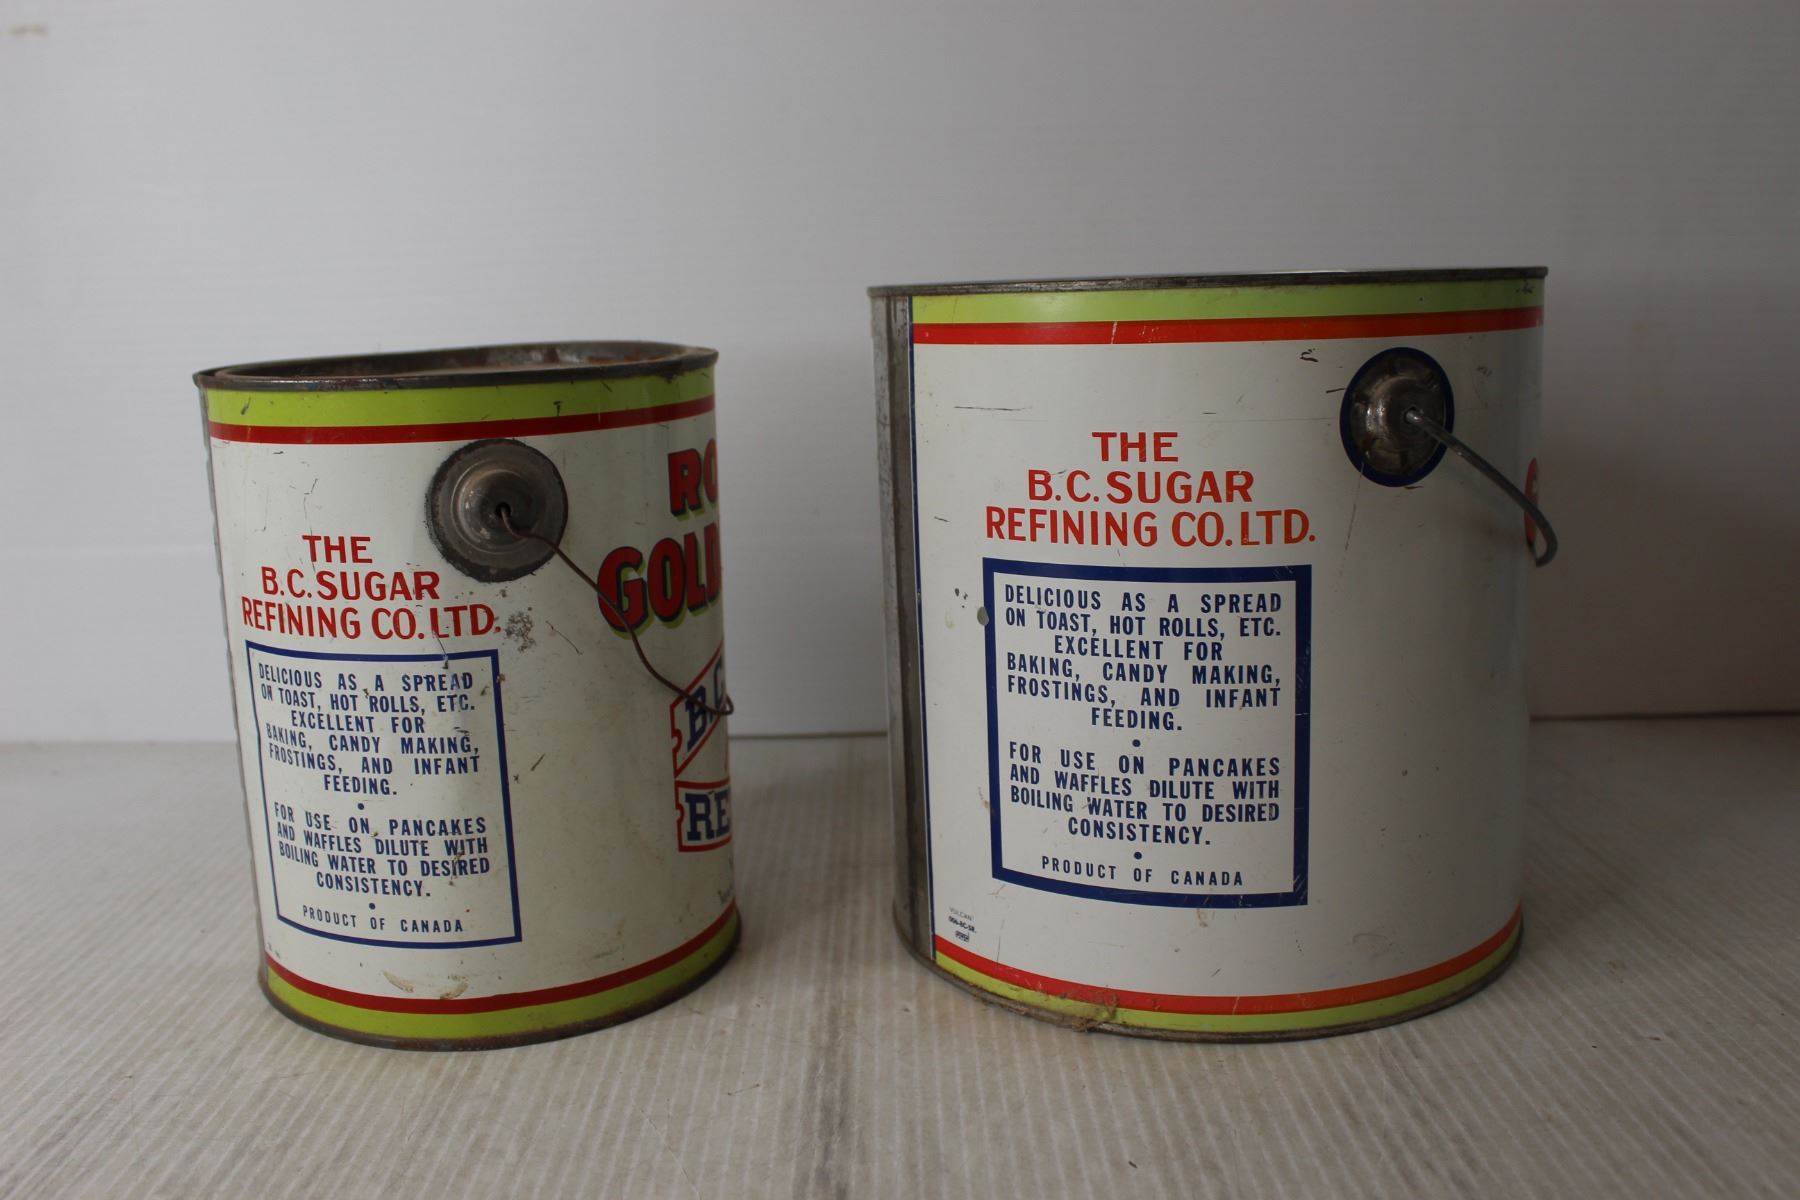 THE
B.C. SUGAR
REFINING CO. LTD.
DELICIOUS AS A SPREAD
ON TOAST, HOT ROLLS, ETC.
EXCELLENT FOR
BAKING, CANDY MAKING,
FROSTINGS, AND INFANT
FEEDING.
•
FOR USE ON PANCAKES
AND WAFFLES DILUTE WITH
BOILING WATER TO DESIRED
CONSISTENCY.
•
PRODUCT OF CANADA
RO
GOLD
B.C.
RE
THE
B.C. SUGAR
REFINING CO. LTD.
DELICIOUS AS A SPREAD
ON TOAST, HOT ROLLS, ETC.
EXCELLENT FOR
BAKING, CANDY MAKING,
FROSTINGS, AND INFANT
FEEDING.
•
FOR USE ON PANCAKES
AND WAFFLES DILUTE WITH
BOILING WATER TO DESIRED
CONSISTENCY.
•
PRODUCT OF CANADA
VULCAN